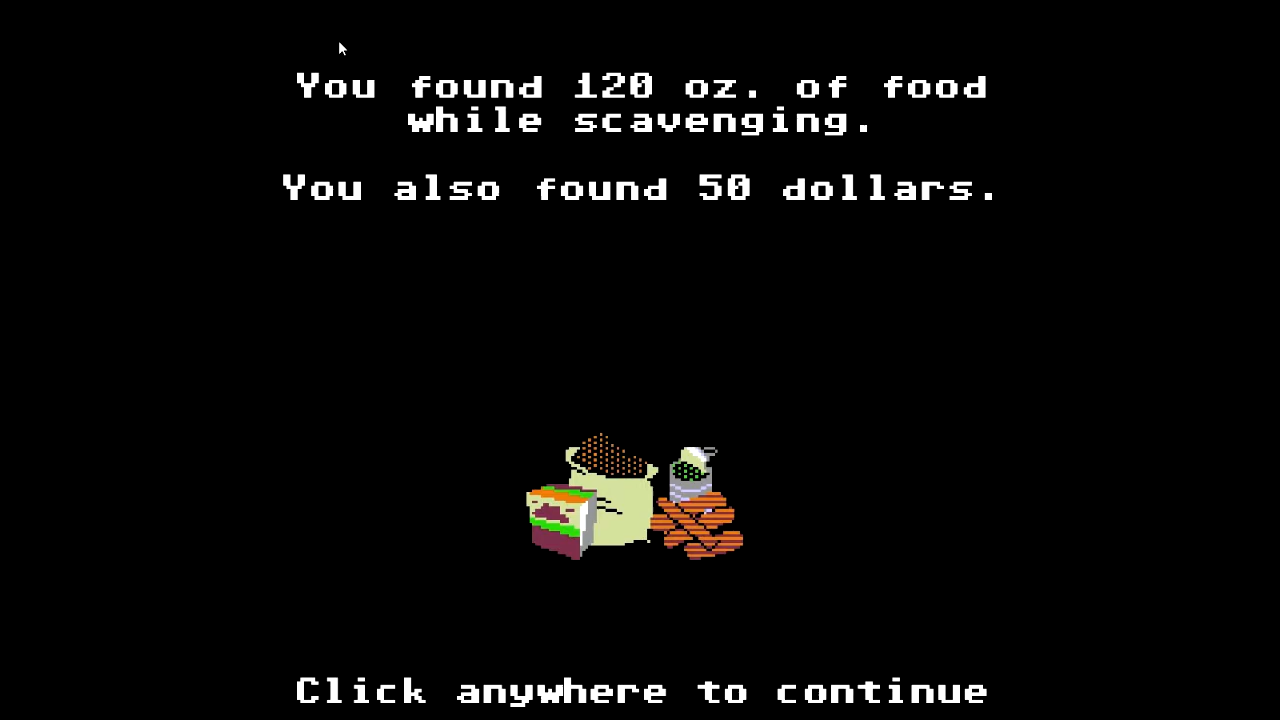 You found 120 oz. of food
while scavenging.
You also found 50 dollars.
Click anywhere to continue